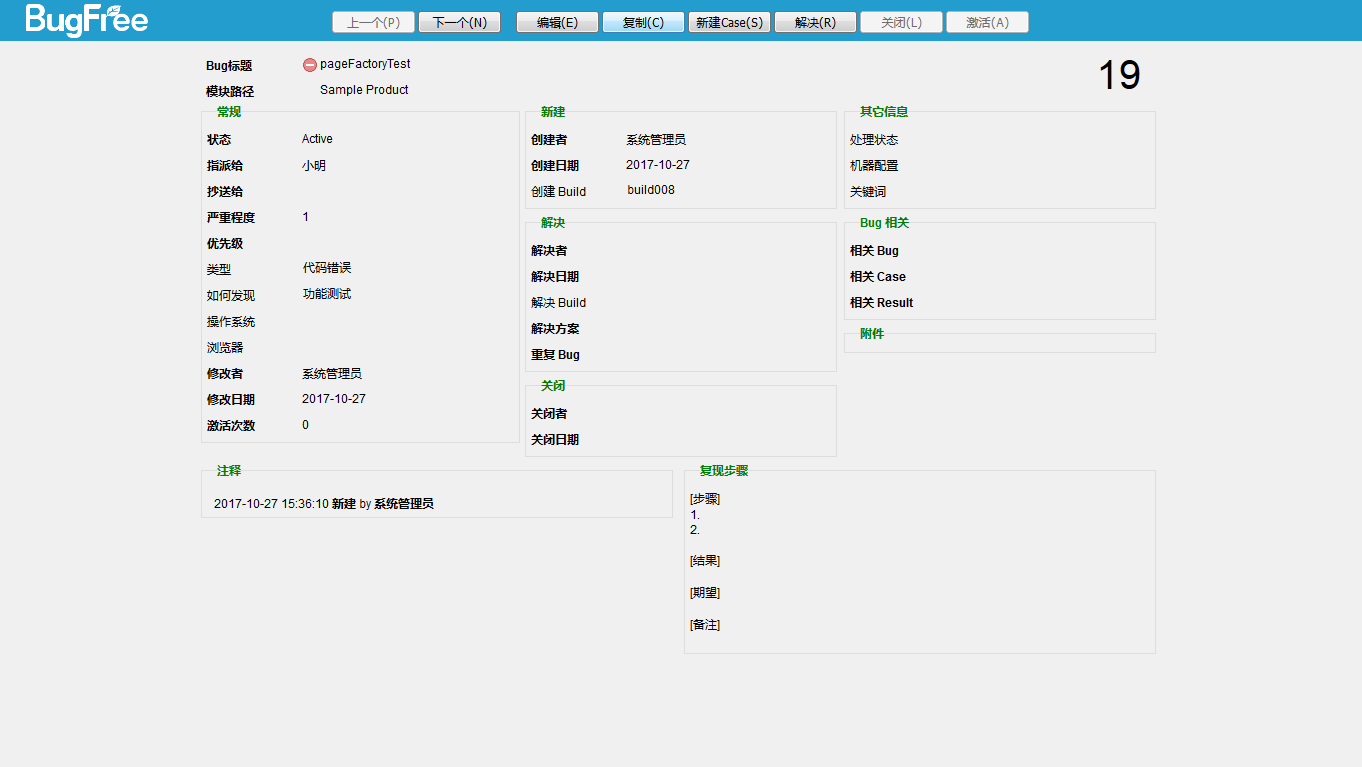 BugFree
上一个(P) 下一个(N) 编辑(E) 复制(C) 新建Case(S) 解决(R) 关闭(L) 激活(A)
Bug标题 pageFactoryTest
19
模块路径 Sample Product
常规
状态 Active
指派给 小明
抄送给
严重程度 1
优先级
类型 代码错误
如何发现 功能测试
操作系统
浏览器
修改者 系统管理员
修改日期 2017-10-27
激活次数 0
新建
创建者 系统管理员
创建日期 2017-10-27
创建 Build build008
解决
解决者
解决日期
解决 Build
解决方案
重复 Bug
关闭
关闭者
关闭日期
其它信息
处理状态
机器配置
关键词
Bug 相关
相关 Bug
相关 Case
相关 Result
附件
注释
2017-10-27 15:36:10 新建 by 系统管理员
复现步骤
[步骤]
1.
2.
[结果]
[期望]
[备注]